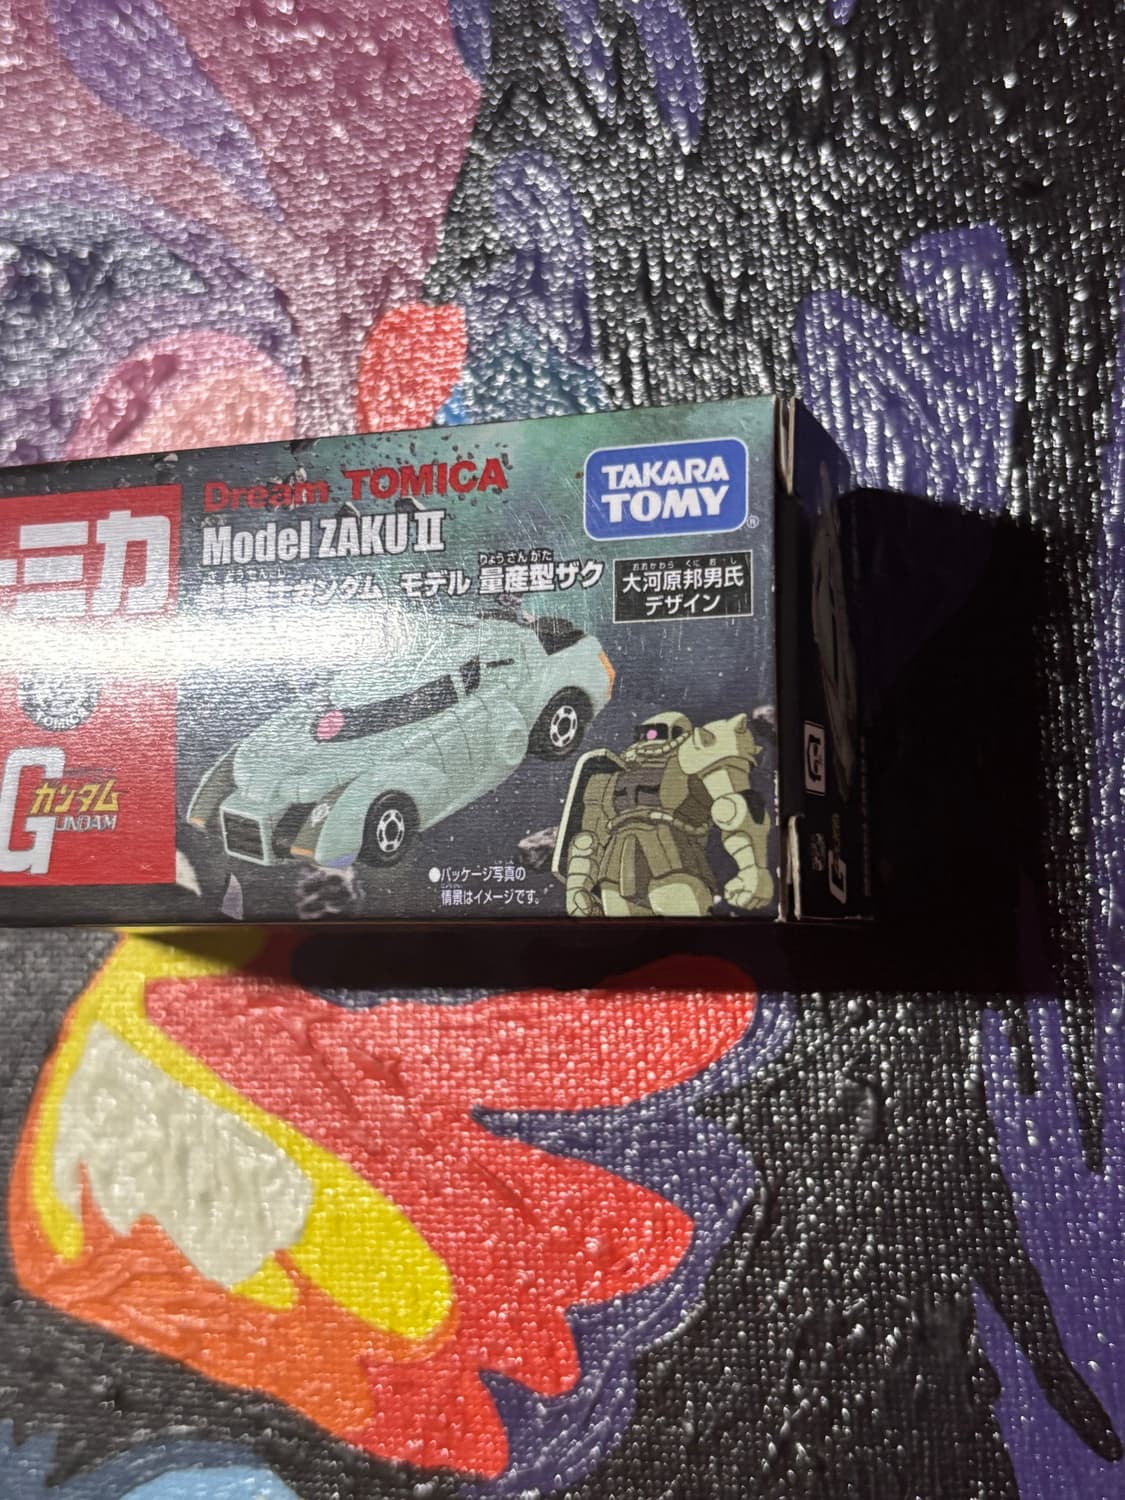 Dream TOMICA
TAKARA
TOMY
®
Model ZAKU II
りょうさんがた
ガンダム モデル 量産型ザク
おおかわら くに お し
大河原邦男氏
デザイン
ーミカ
TOMICA
G
ガンダム
GUNDAM
●パッケージ写真の
情景はイメージです。